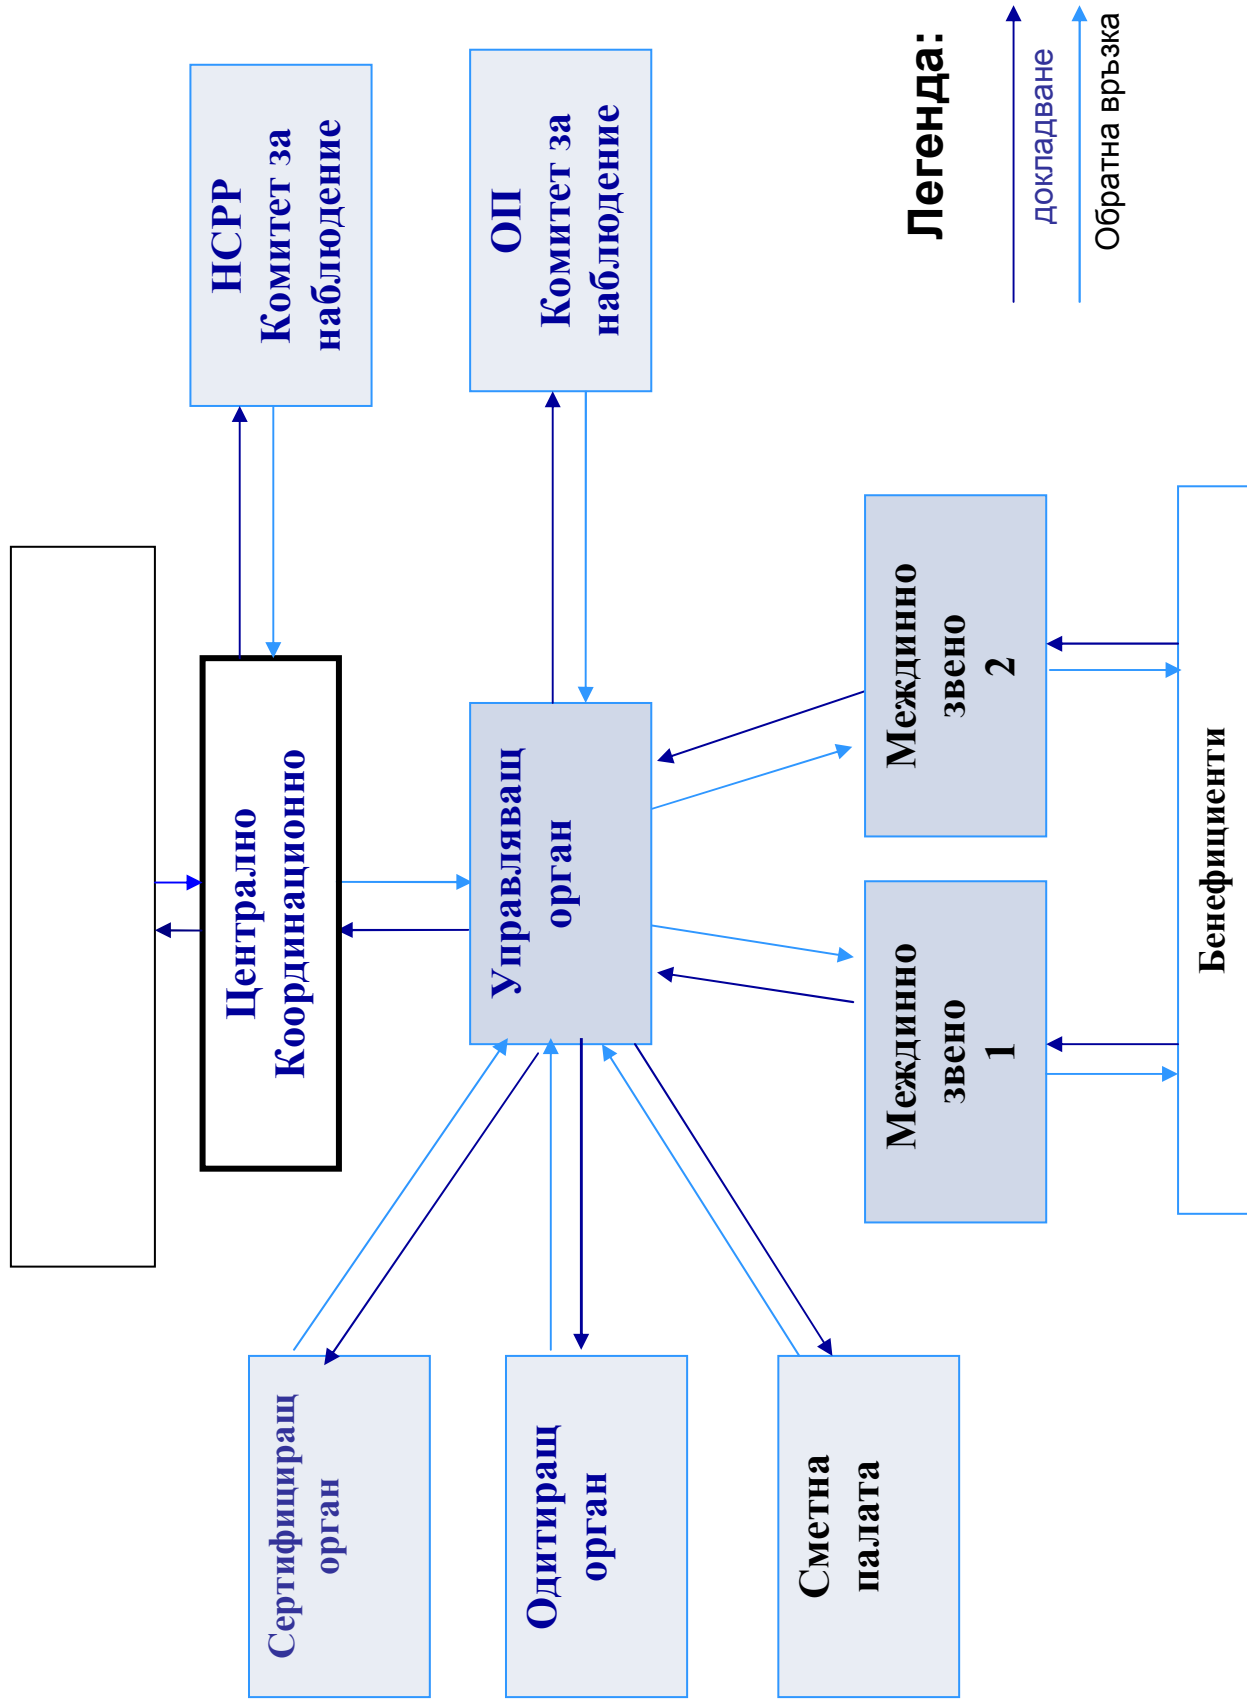 Централно
Координационно
НСРР
Комитет за
наблюдение
Сертифициращ
орган
Управляващ
орган
ОП
Комитет за
наблюдение
Одитиращ
орган
Сметна
палата
Междинно
звено
1
Междинно
звено
2
Бенефициенти
Легенда:
докладване
Обратна връзка